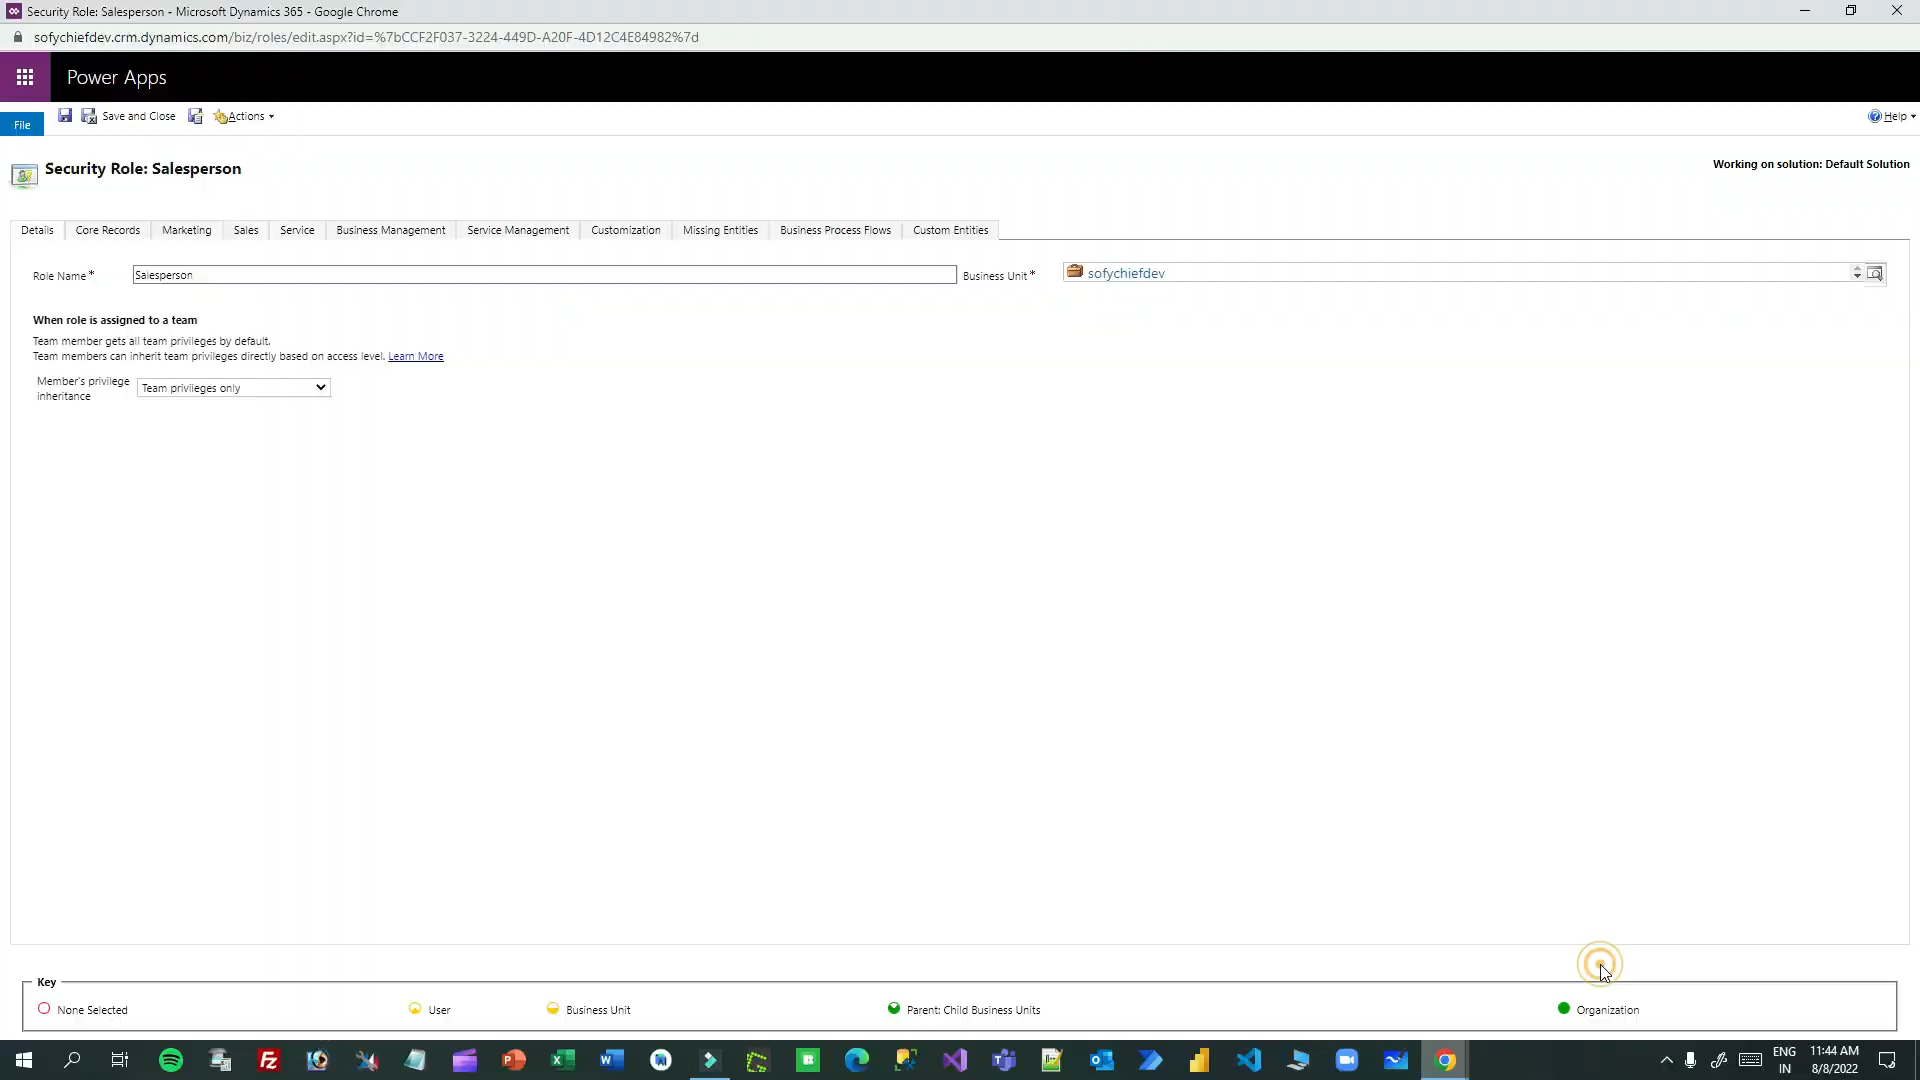 Security Role: Salesperson - Microsoft Dynamics 365 - Google Chrome
sofychiefdev.crm.dynamics.com/biz/roles/edit.aspx?id=%7bCCF2F037-3224-449D-A20F-4D12C4E84982%7d
Power Apps
File Save and Close Actions Help
Security Role: Salesperson
Working on solution: Default Solution
Details Core Records Marketing Sales Service Business Management Service Management Customization Missing Entities Business Process Flows Custom Entities
Role Name* Salesperson Business Unit* sofychiefdev
When role is assigned to a team
Team member gets all team privileges by default.
Team members can inherit team privileges directly based on access level. Learn More
Member's privilege
inheritance
Team privileges only
Key
None Selected User Business Unit Parent: Child Business Units Organization
ENG
IN
11:44 AM
8/8/2022